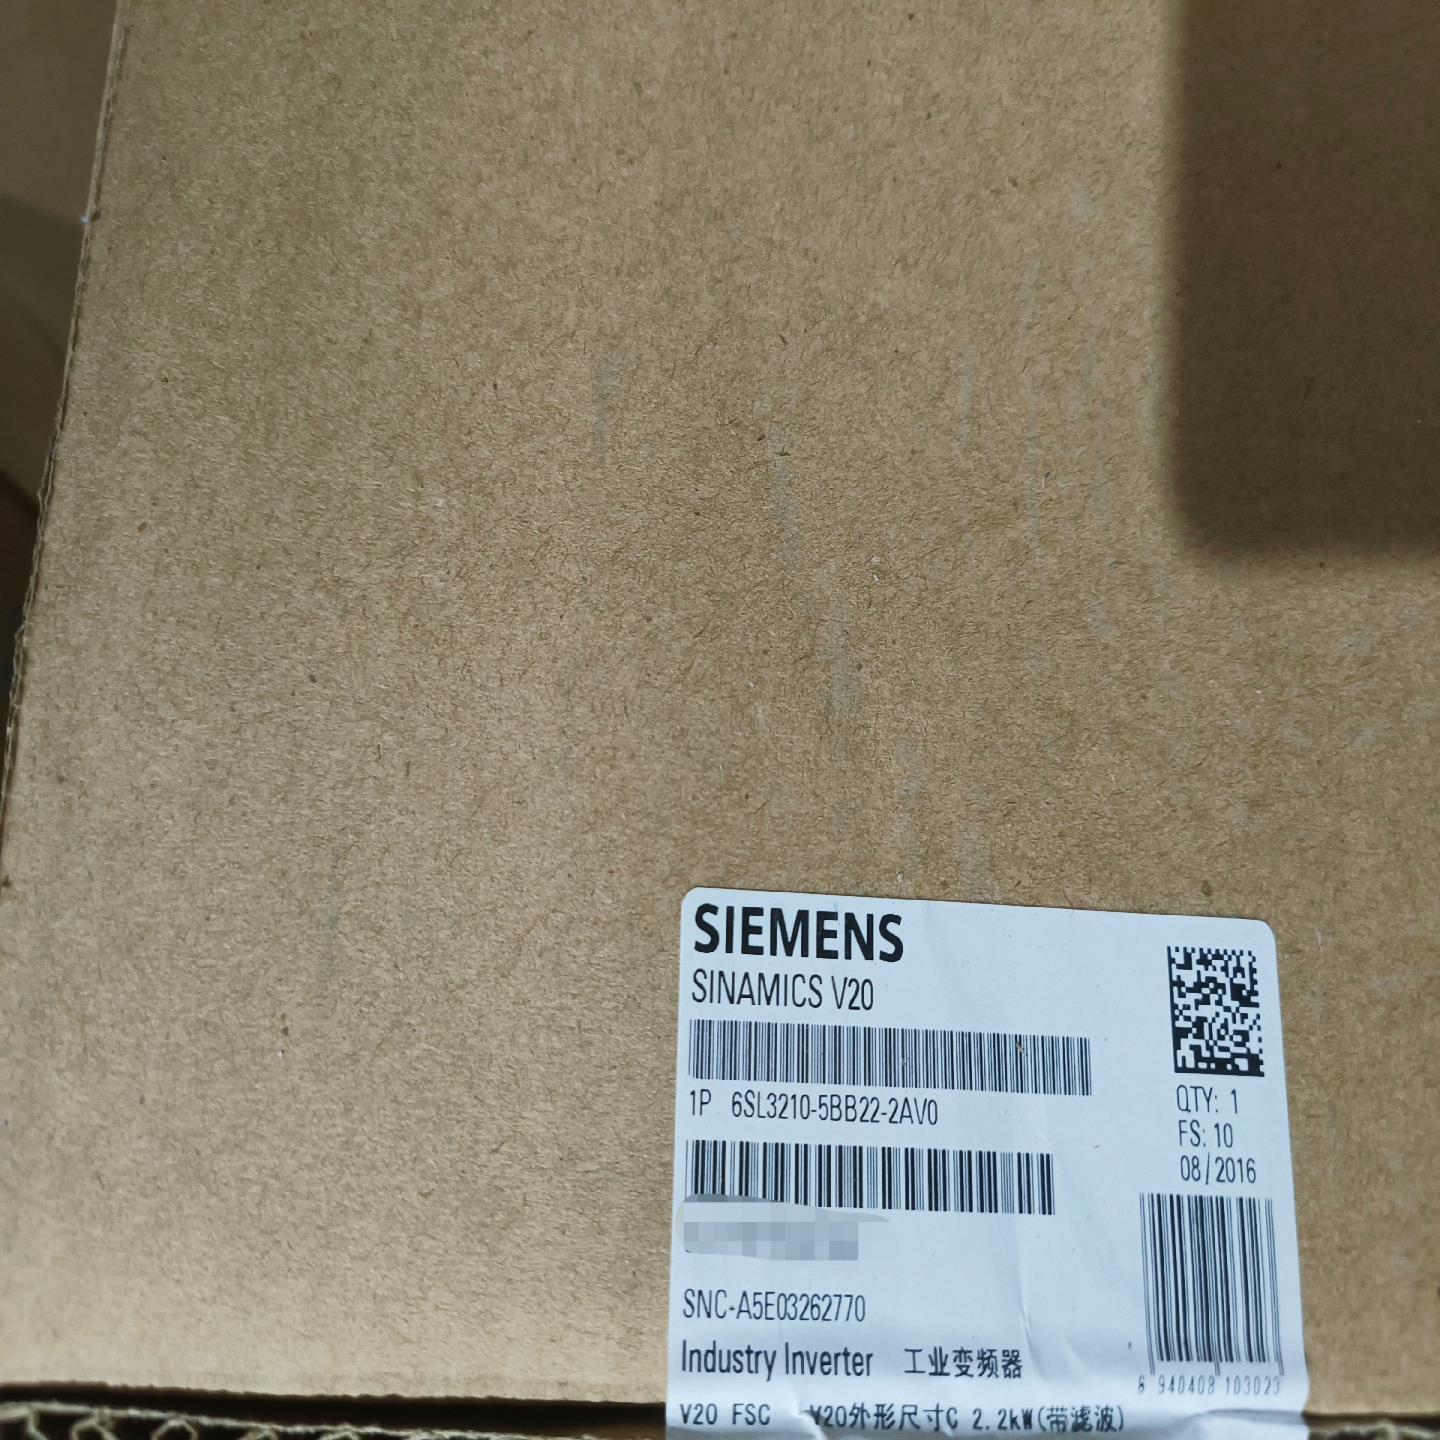 SIEMENS
SINAMICS V20
1P 6SL3210-5BB22-2AV0
QTY: 1
FS: 10
08/2016
SNC-A5E03262770
Industry Inverter 工业变频器
6 940408 103023
V20 FSC V20外形尺寸C 2.2kW(带滤波)